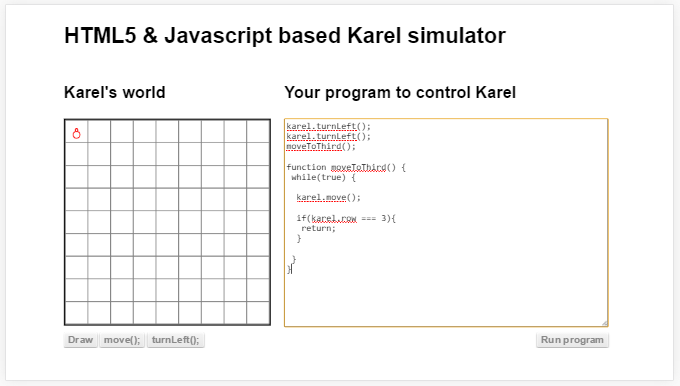 HTML5 & Javascript based Karel simulator
Karel's world
Your program to control Karel
karel.turnLeft();
karel.turnLeft();
moveToThird();
function moveToThird() {
while(true) {
karel.move();
if(karel.row === 3){
return;
}
}
}
Draw
move();
turnLeft();
Run program